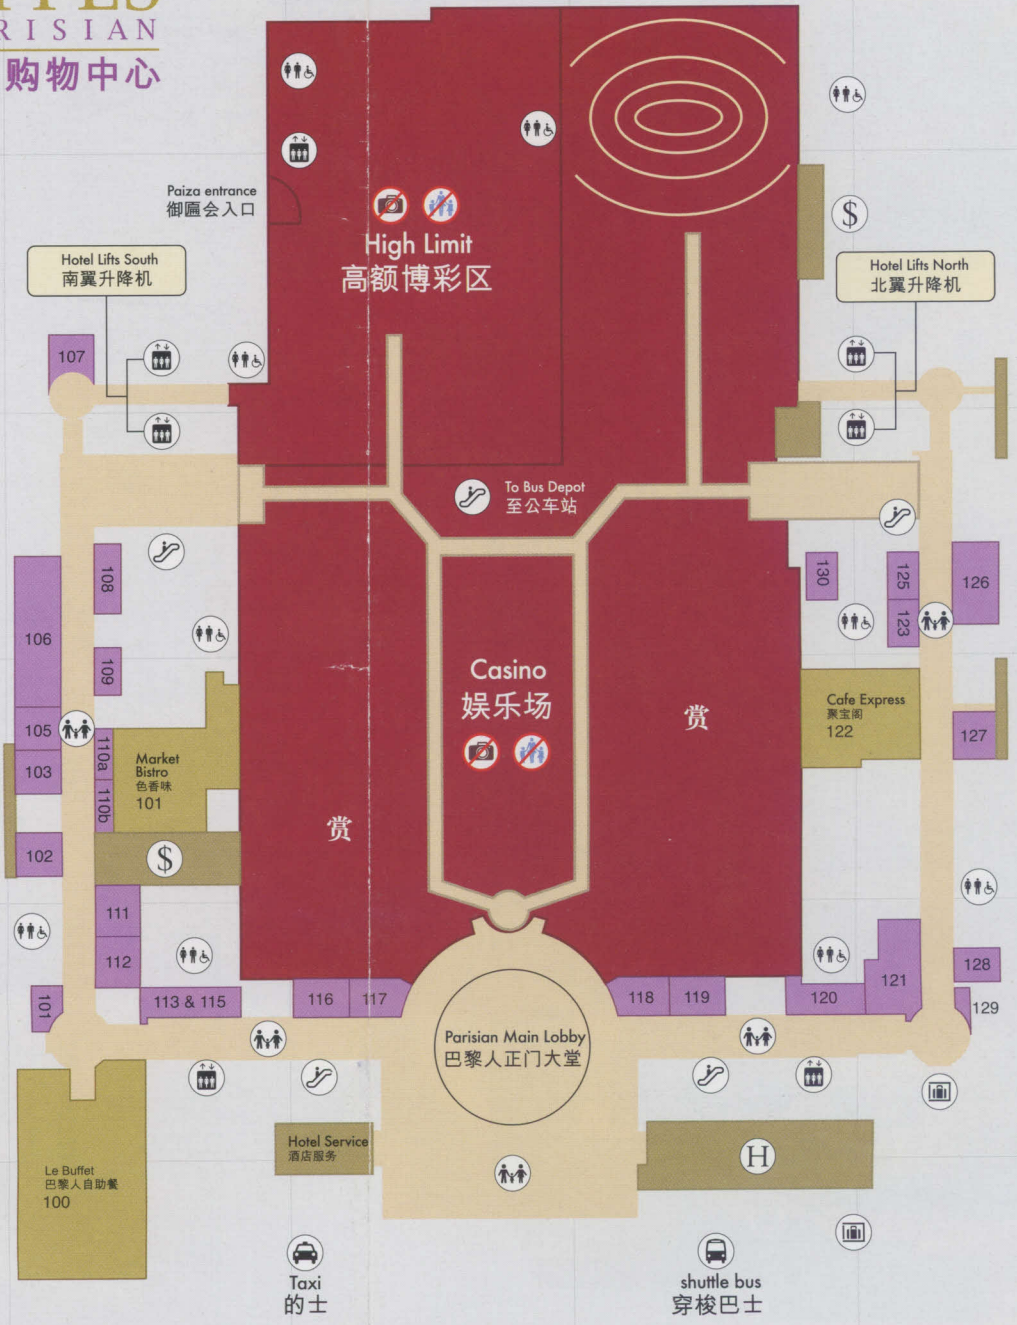 RISIAN
购物中心
Paiza entrance
御匾会入口
High Limit
高额博彩区
$
Hotel Lifts South
南翼升降机
Hotel Lifts North
北翼升降机
107
To Bus Depot
至公车站
108
130
125
126
123
106
109
Casino
娱乐场
赏
Cafe Express
聚宝阁
122
105
110a
127
Market
Bistro
色香味
101
103
110b
赏
102
$
111
112
128
121
101
113 & 115
116
117
118
119
120
129
Parisian Main Lobby
巴黎人正门大堂
Hotel Service
酒店服务
H
Le Buffet
巴黎人自助餐
100
Taxi
的士
shuttle bus
穿梭巴士